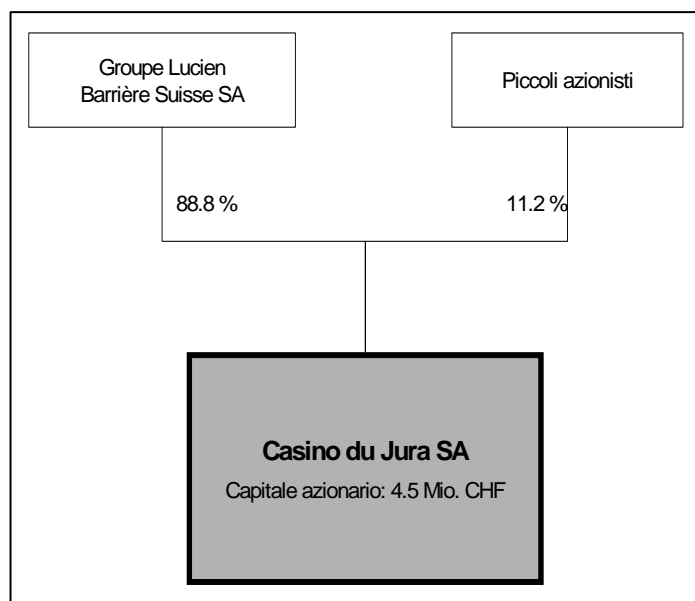 Groupe Lucien
Barrière Suisse SA
Piccoli azionisti
88.8 %
11.2 %
Casino du Jura SA
Capitale azionario: 4.5 Mio. CHF